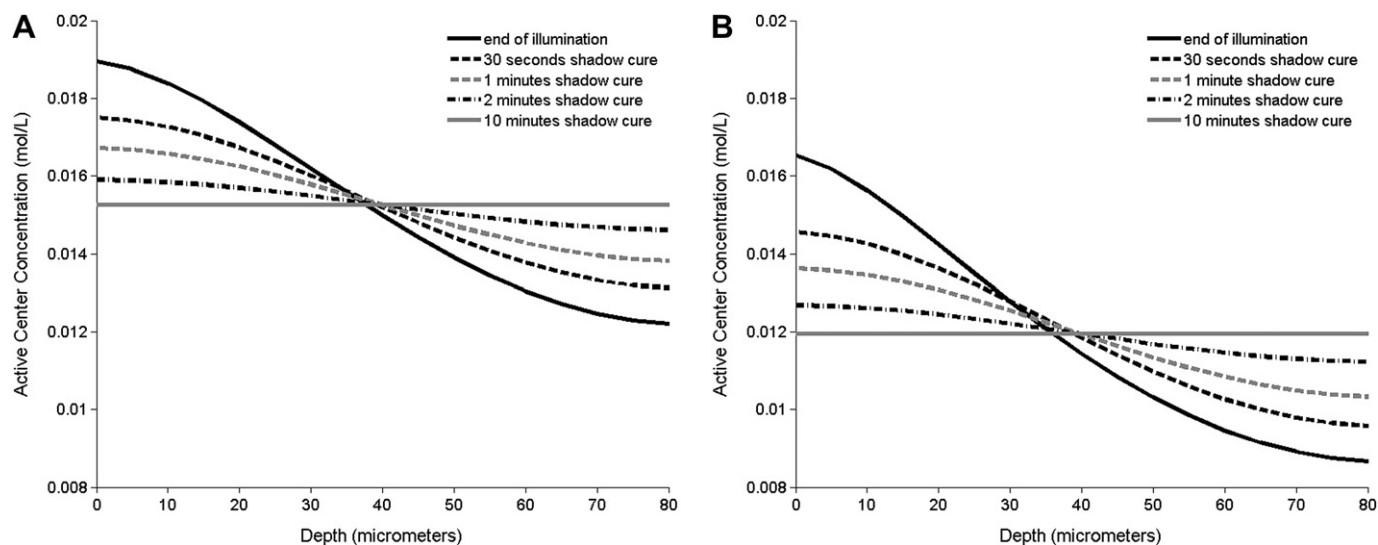 A
0.02
0.018
0.016
0.014
0.012
0.01
0.008
0 10 20 30 40 50 60 70 80
Active Center Concentration (mol/L)
Depth (micrometers)
end of illumination
30 seconds shadow cure
1 minutes shadow cure
2 minutes shadow cure
10 minutes shadow cure
B
0.02
0.018
0.016
0.014
0.012
0.01
0.008
0 10 20 30 40 50 60 70 80
Active Center Concentration (mol/L)
Depth (micrometers)
end of illumination
30 seconds shadow cure
1 minute shadow cure
2 minutes shadow cure
10 minutes shadow cure